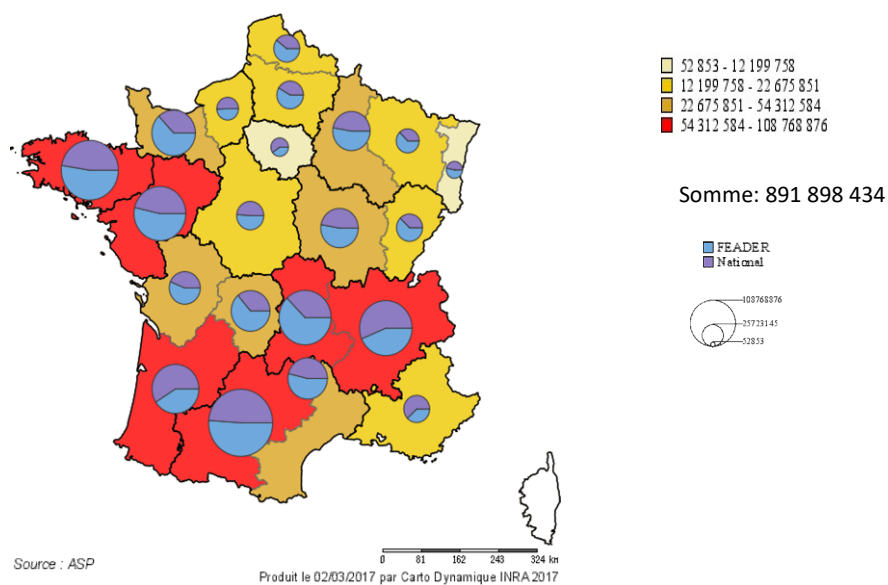 52 853 - 12 199 758
12 199 758 - 22 675 851
22 675 851 - 54 312 584
54 312 584 - 108 768 876
Somme: 891 898 434
FEADER
National
108768876
25723145
52853
0 81 162 243 324 km
Source : ASP
Produit le 02/03/2017 par Carto Dynamique INRA 2017